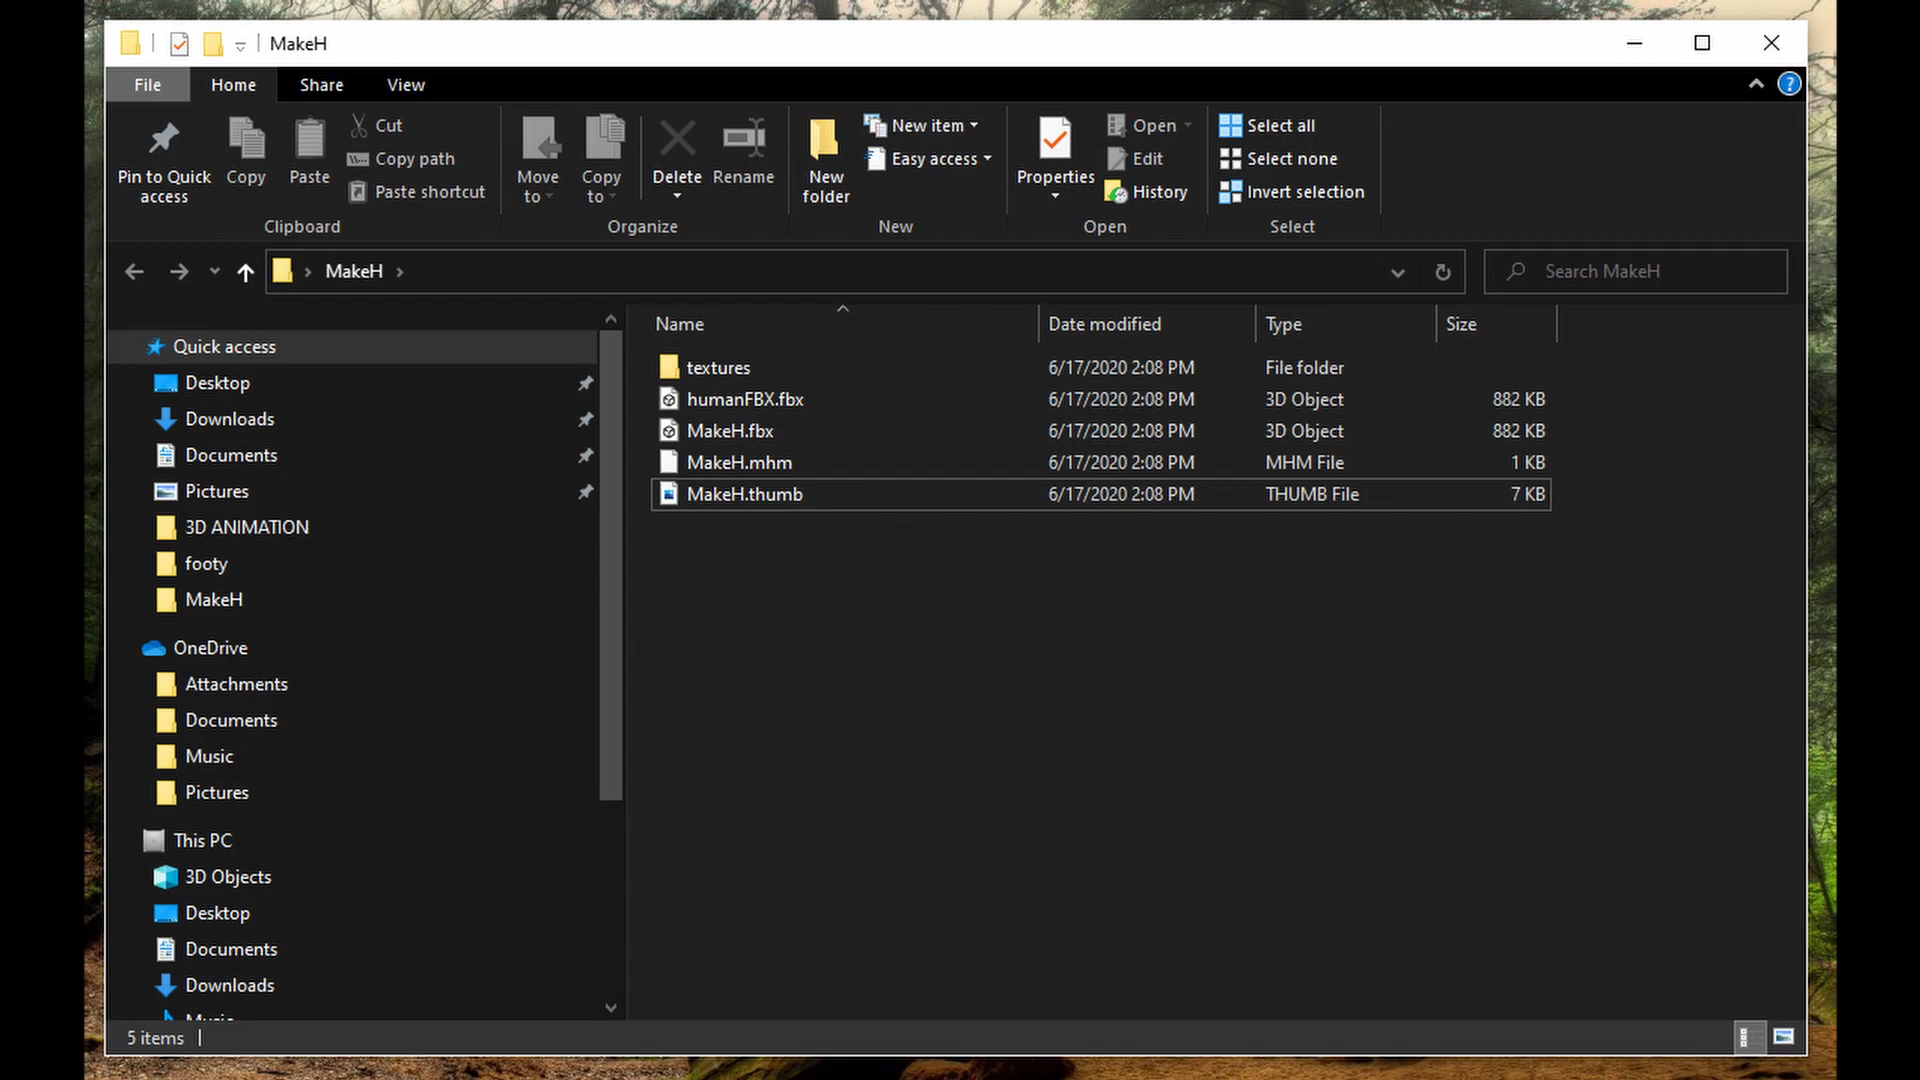 MakeH
File Home Share View
Pin to Quick access
Copy
Paste
Cut
Copy path
Paste shortcut
Clipboard
Move to
Copy to
Delete
Rename
Organize
New folder
New item
Easy access
New
Properties
Open
Edit
History
Open
Select all
Select none
Invert selection
Select
MakeH
Search MakeH
Quick access
Desktop
Downloads
Documents
Pictures
3D ANIMATION
footy
MakeH
OneDrive
Attachments
Documents
Music
Pictures
This PC
3D Objects
Desktop
Documents
Downloads
Music
Name Date modified Type Size
textures 6/17/2020 2:08 PM File folder
humanFBX.fbx 6/17/2020 2:08 PM 3D Object 882 KB
MakeH.fbx 6/17/2020 2:08 PM 3D Object 882 KB
MakeH.mhm 6/17/2020 2:08 PM MHM File 1 KB
MakeH.thumb 6/17/2020 2:08 PM THUMB File 7 KB
5 items